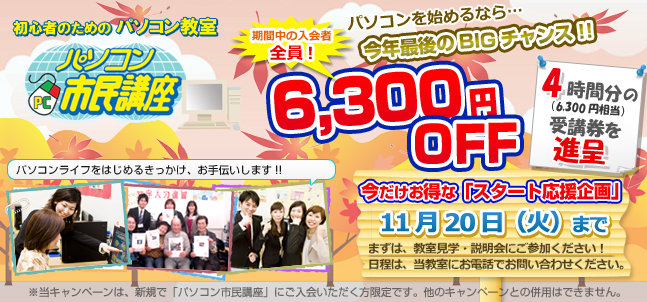 初心者のための パソコン教室
パソコン
市民講座
PC
期間中の入会者
全員！
パソコンを始めるなら…
今年最後のBIGチャンス!!
6,300円
OFF
4時間分の
（6,300円相当）
受講券を
進呈
パソコンライフをはじめるきっかけ、お手伝いします!!
今だけお得な「スタート応援企画」
11月20日（火）まで
まずは、教室見学・説明会にご参加ください！
日程は、当教室にお電話でお問い合わせください。
※当キャンペーンは、新規で「パソコン市民講座」にご入会いただく方限定です。他のキャンペーンとの併用はできません。